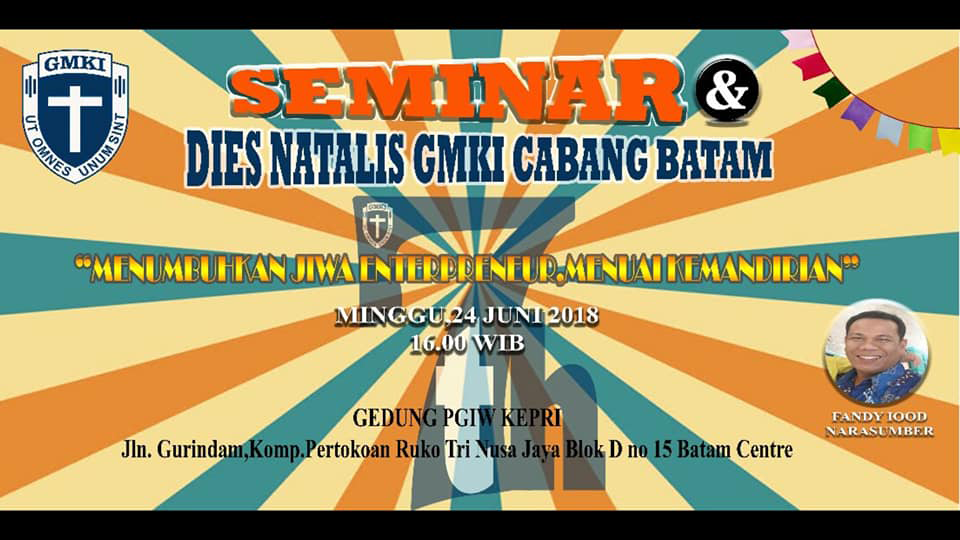 GMKI
UT OMNES UNUM SINT
SEMINAR &
DIES NATALIS GMKI CABANG BATAM
7th
GMKI
"MENUMBUHKAN JIWA ENTERPRENEUR,MENUAI KEMANDIRIAN"
MINGGU,24 JUNI 2018
16.00 WIB
FANDY IOOD
NARASUMBER
GEDUNG PGIW KEPRI
Jln. Gurindam,Komp.Pertokoan Ruko Tri Nusa Jaya Blok D no 15 Batam Centre